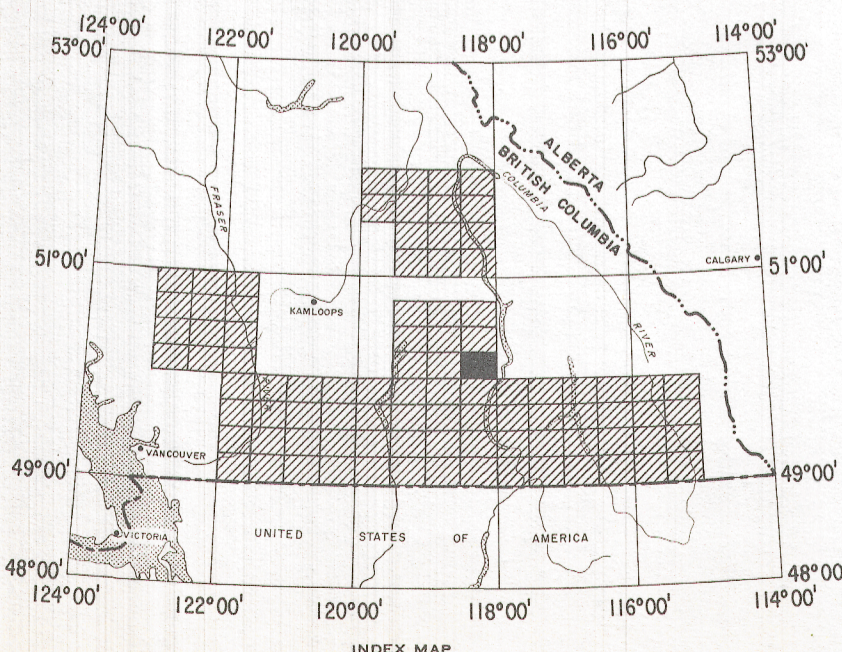 124°00' 122°00' 120°00' 118°00' 116°00' 114°00'
53°00' 53°00'
ALBERTA
BRITISH COLUMBIA
COLUMBIA
FRASER
51°00' CALGARY 51°00'
KAMLOOPS
RIVER
RIVER
VANCOUVER
49°00' 49°00'
VICTORIA UNITED STATES OF AMERICA
48°00' 48°00'
124°00' 122°00' 120°00' 118°00' 116°00' 114°00'
INDEX MAP